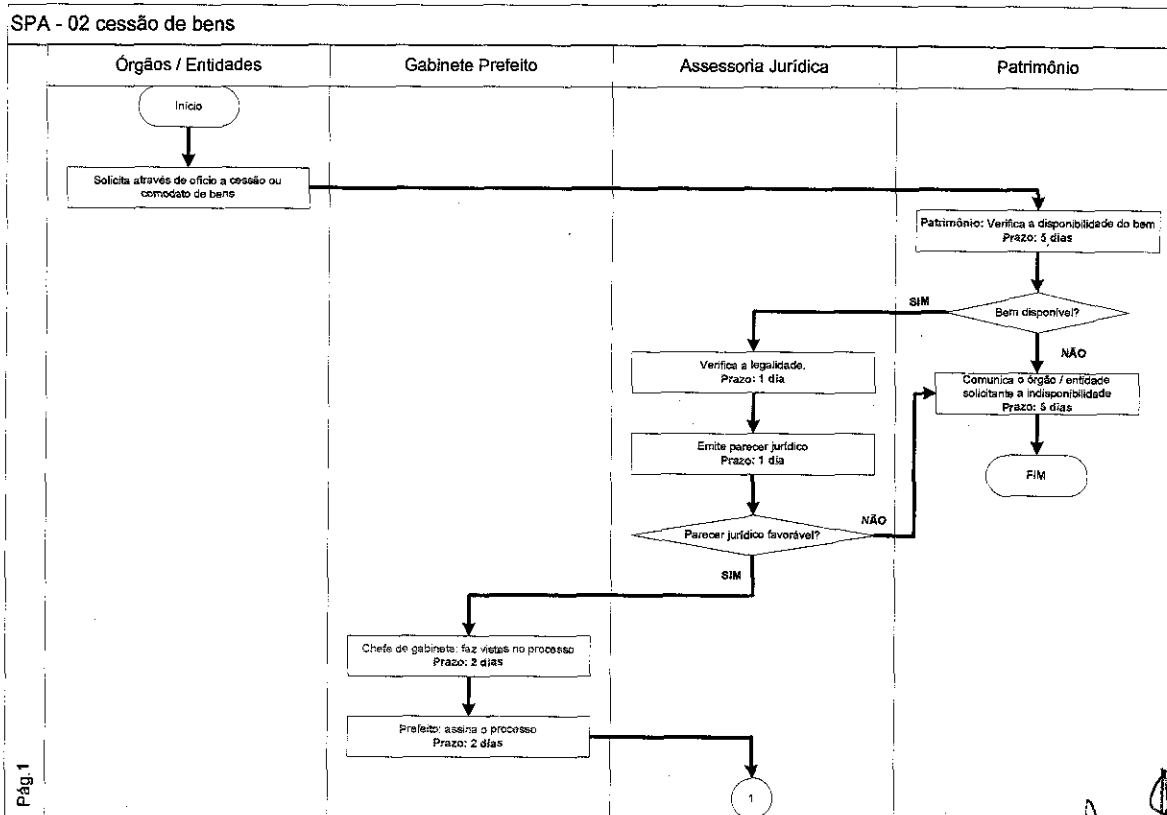 SPA - 02 cessão de bens
Órgãos / Entidades
Gabinete Prefeito
Assessoria Jurídica
Patrimônio
Início
Solicita através de ofício a cessão ou
comodato de bens
Patrimônio: Verifica a disponibilidade do bem
Prazo: 5 dias
Bem disponível?
SIM
NÃO
Verifica a legalidade.
Prazo: 1 dia
Comunica o órgão / entidade
solicitante a indisponibilidade
Prazo: 5 dias
Emite parecer jurídico
Prazo: 1 dia
FIM
Parecer jurídico favorável?
NÃO
SIM
Chefe de gabinete: faz vistas no processo
Prazo: 2 dias
Prefeito: assina o processo
Prazo: 2 dias
1
Pág.1